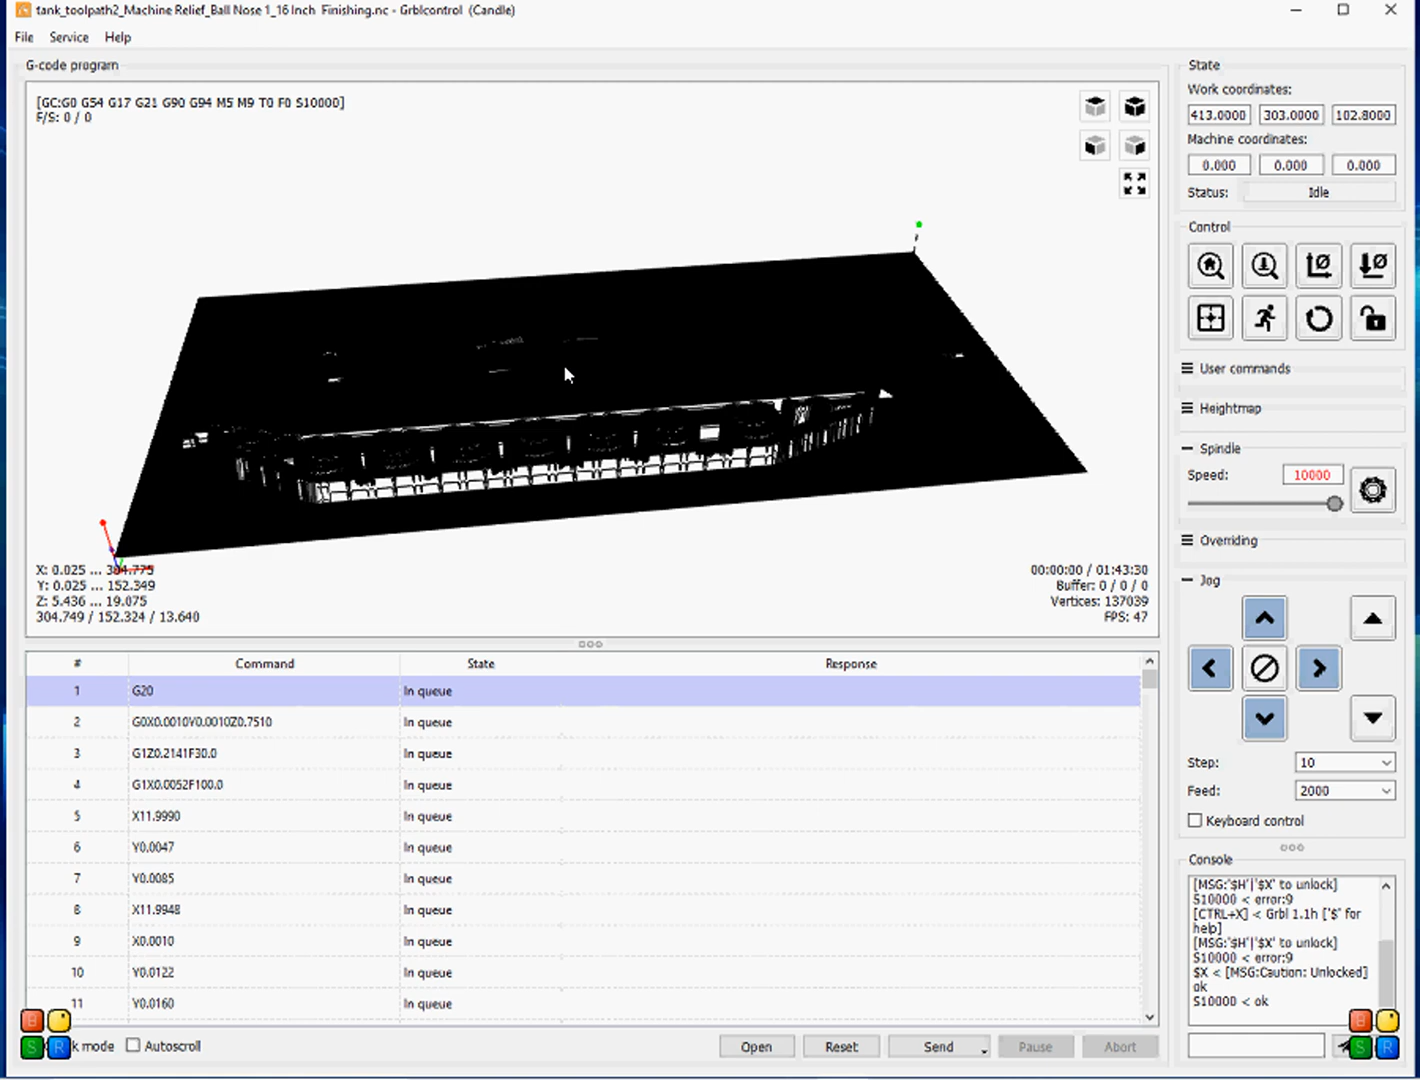 tank_toolpath2_Machine Relief_Ball Nose 1_16 Inch  Finishing.nc - Grblcontrol (Candle)
File Service Help
G-code program
[GC:G0 G54 G17 G21 G90 G94 M5 M9 T0 F0 S10000]
F/S: 0 / 0
X: 0.025 ... 304.775
Y: 0.025 ... 152.349
Z: 5.436 ... 19.075
304.749 / 152.324 / 13.640
00:00:00 / 01:43:30
Buffer: 0 / 0 / 0
Vertices: 137039
FPS: 47
# Command State Response
1 G20 In queue
2 G0X0.0010Y0.0010Z0.7510 In queue
3 G1Z0.2141F30.0 In queue
4 G1X0.0052F100.0 In queue
5 X11.9990 In queue
6 Y0.0047 In queue
7 Y0.0085 In queue
8 X11.9948 In queue
9 X0.0010 In queue
10 Y0.0122 In queue
11 Y0.0160 In queue
k mode Autoscroll Open Reset Send Pause Abort
State
Work coordinates:
413.0000 303.0000 102.8000
Machine coordinates:
0.000 0.000 0.000
Status: Idle
Control
User commands
Heightmap
Spindle
Speed: 10000
Overriding
Jog
Step: 10
Feed: 2000
Keyboard control
Console
[MSG:'$H'|'$X' to unlock]
S10000 < error:9
[CTRL+X] < Grbl 1.1h ['$' for
help]
[MSG:'$H'|'$X' to unlock]
S10000 < error:9
$X < [MSG:Caution: Unlocked]
ok
S10000 < ok
B
S R
B
S R